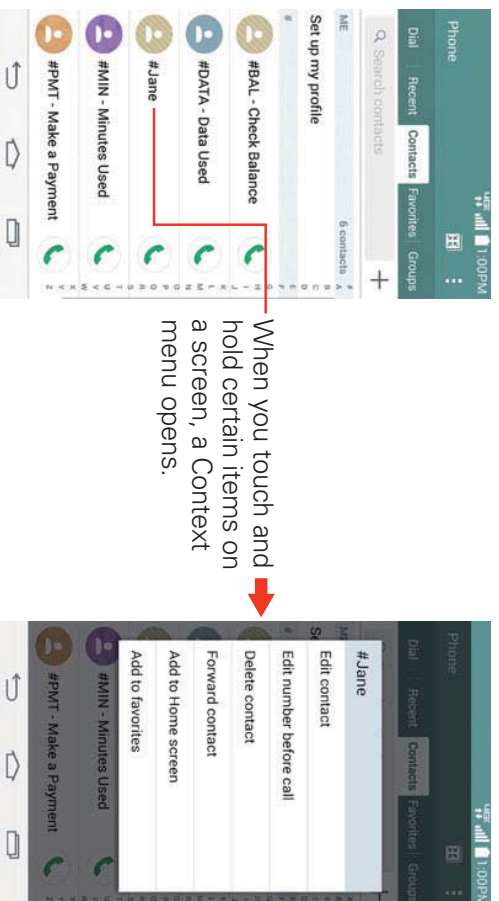 4GE 1:00PM
Phone
Dial Recent Contacts Favorites Groups
Search contacts
ME 6 contacts
Set up my profile
#
#BAL - Check Balance
#DATA - Data Used
#Jane
#MIN - Minutes Used
#PMT - Make a Payment
#
A
B
C
D
E
F
G
H
I
J
K
L
M
N
O
P
Q
R
S
T
U
V
W
X
Y
Z
When you touch and
hold certain items on
a screen, a Context
menu opens.
1:00PM
Phone
Dial Recent Contacts Favorites Groups
ME
#
#Jane
Edit contact
Edit number before call
Delete contact
Forward contact
Add to Home screen
Add to favorites
#MIN - Minutes Used
#PMT - Make a Payment